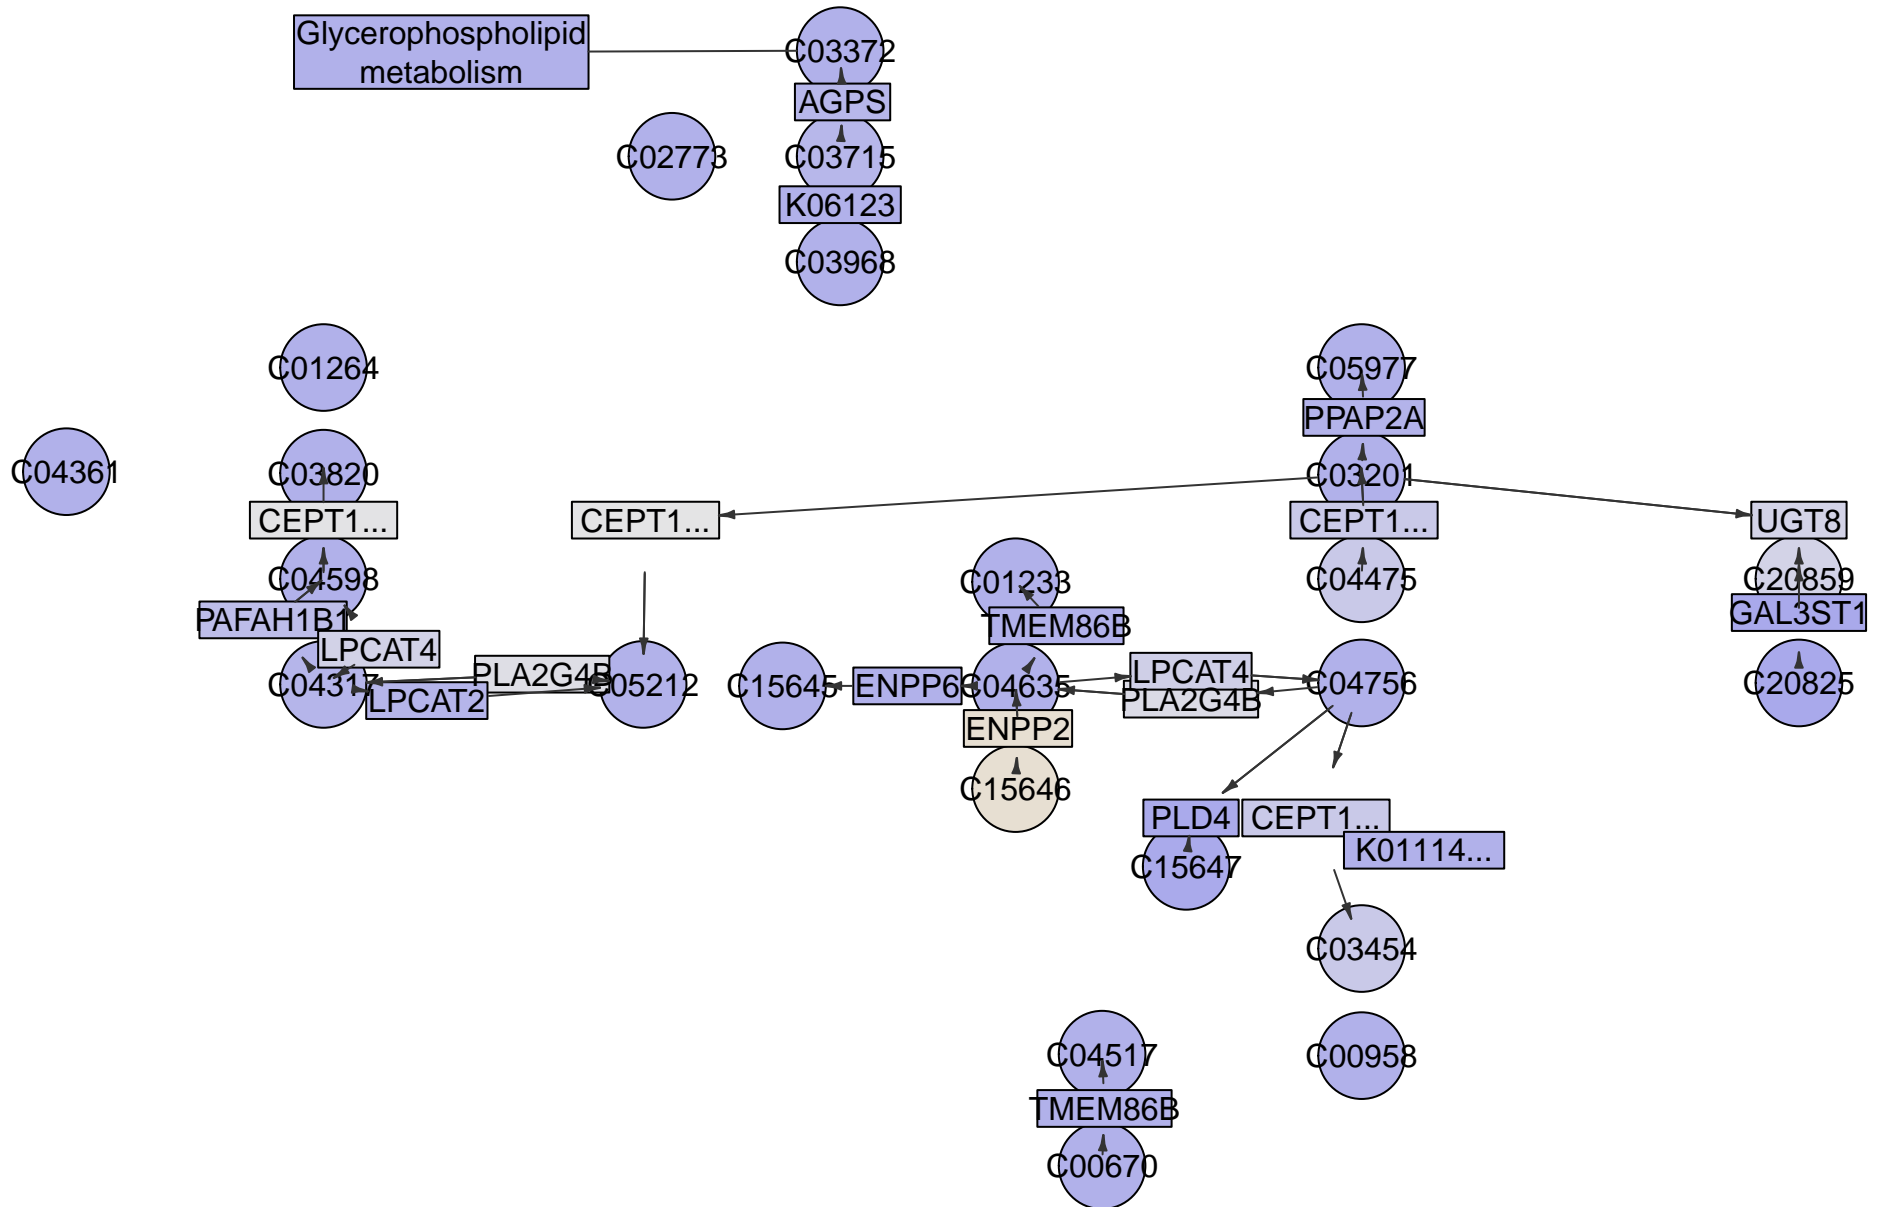 Glycerophospholipid
metabolism
C03372
AGPS
C02773
C03715
K06123
C03968
C01264
C05977
PPAP2A
C04361
C03820
C03201
CEPT1...
CEPT1...
CEPT1...
UGT8
C04598
C01233
C04475
C20859
PAFAH1B1
TMEM86B
GAL3ST1
LPCAT4
C04317
PLA2G4B
LPCAT2
C05212
C15645
ENPP6
C04635
LPCAT4
PLA2G4B
C04756
C20825
ENPP2
C15646
PLD4
CEPT1...
K01114...
C15647
C03454
C04517
C00958
TMEM86B
C00670